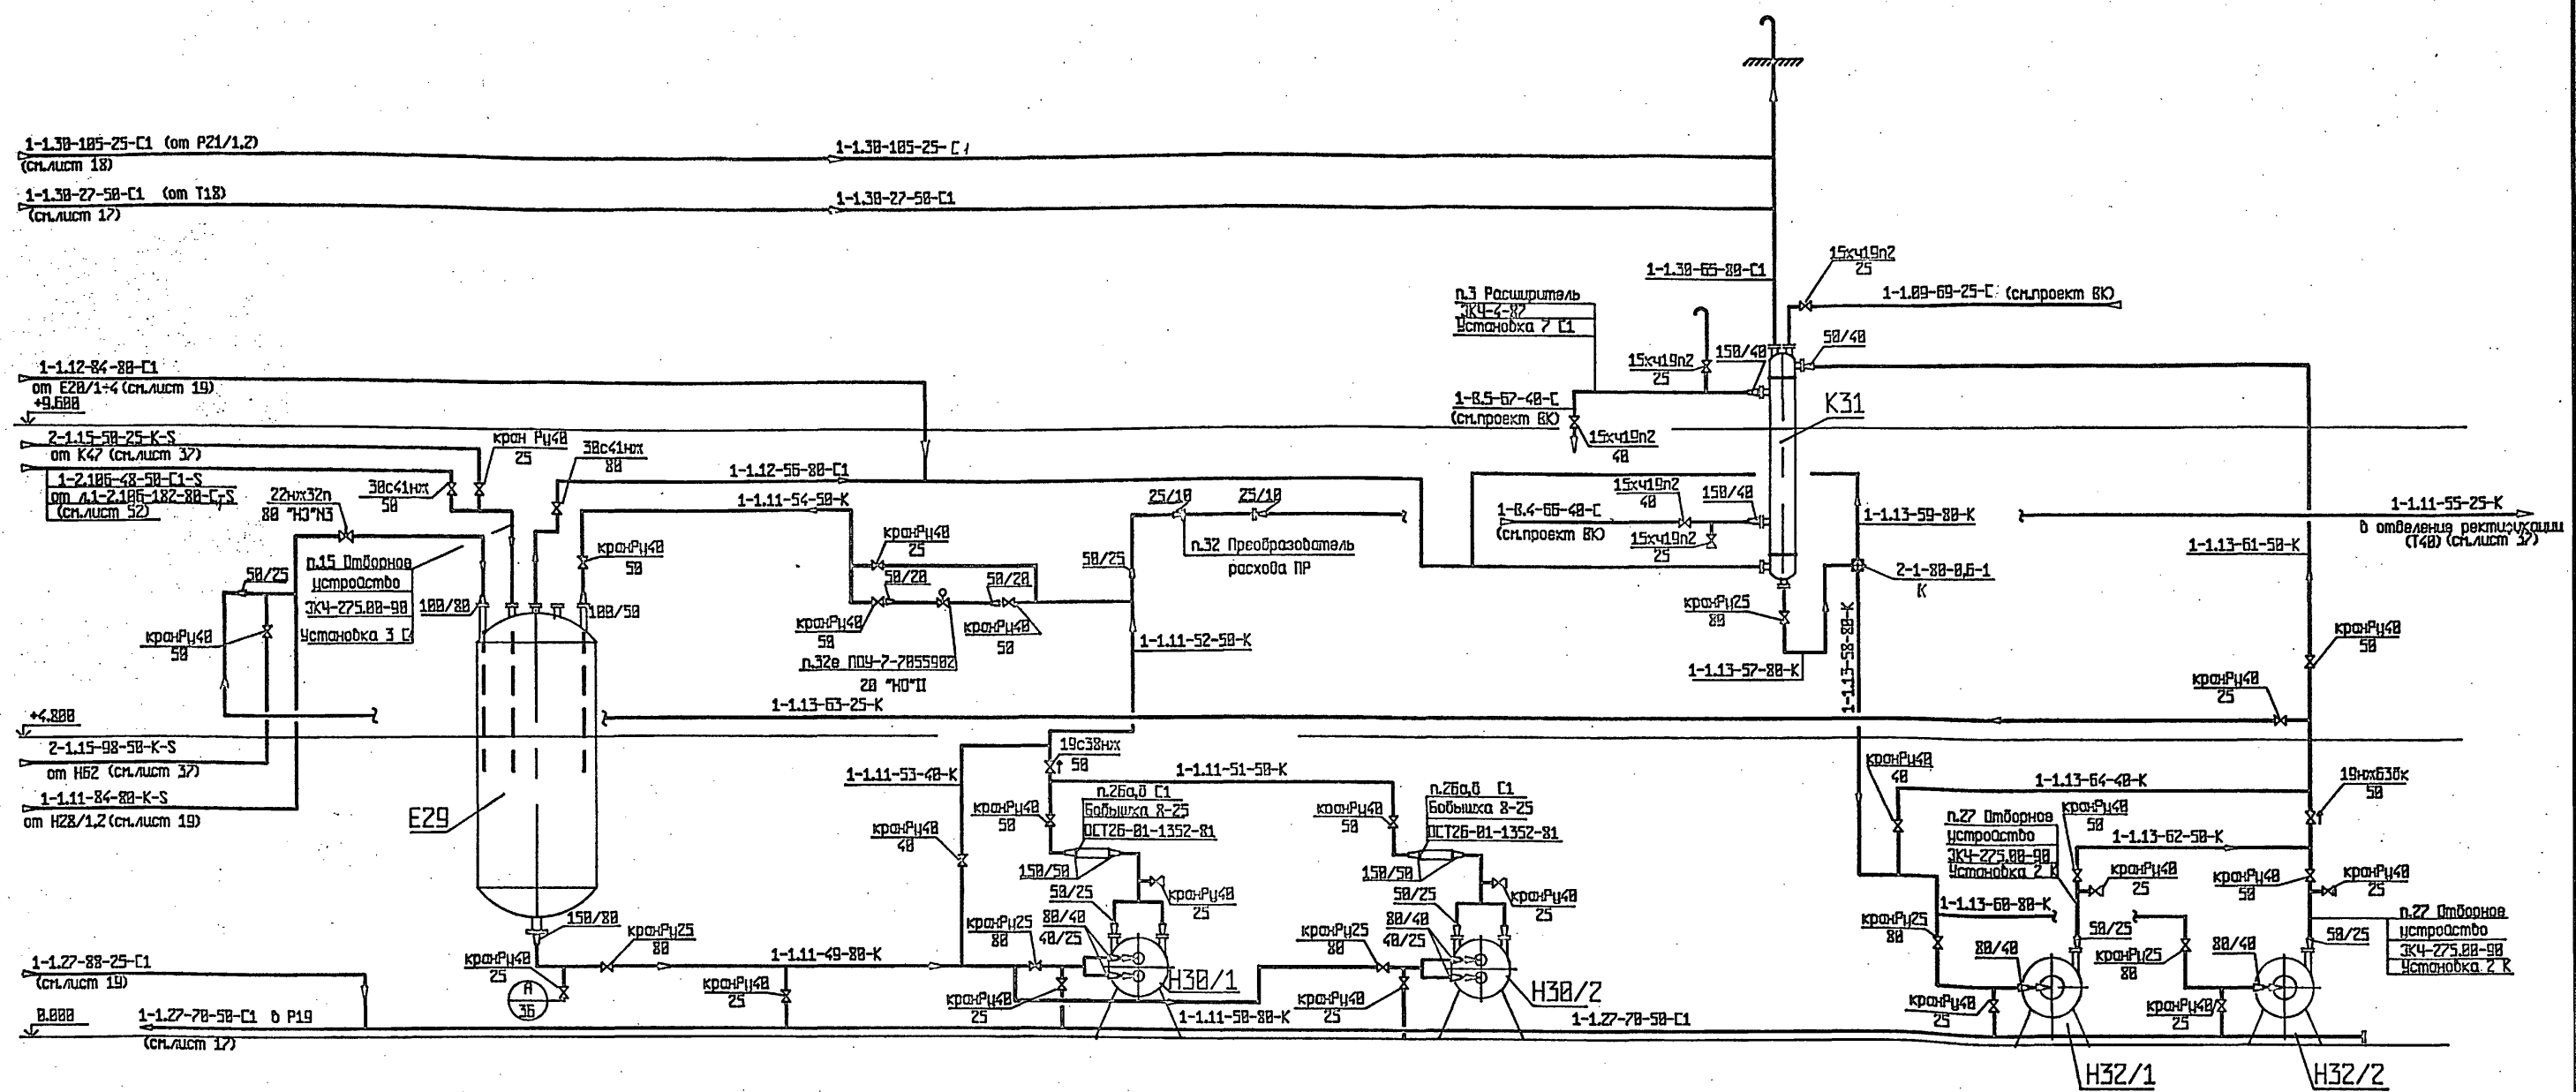 1-1.30-105-25-С1 (от Р21/1,2)
(см.лист 18)
1-1.30-105-25-С1
1-1.30-27-50-С1 (от Т18)
(см.лист 17)
1-1.30-27-50-С1
1-1.30-65-80-С1
15кч19п2
25
1-1.09-69-25-С (см.проект ВК)
п.3 Расширитель
ЗК4-4-87
Установка 7 С1
15кч19п2
25
150/40
50/40
К31
1-8.5-67-40-С
(см.проект ВК)
15кч19п2
40
1-1.12-84-80-С1
от Е20/1÷4 (см.лист 19)
+9.600
2-1.15-50-25-К-S
от К47 (см.лист 37)
1-2.106-48-50-С1-S
от л.1-2.106-182-80-С-S
(см.лист 52)
кран Ру40
25
30с41нж
80
30с41нж
50
22нж32п
80 "НЗ"N3
1-1.12-56-80-С1
1-1.11-54-50-К
кранРу40
25
25/10
25/10
п.32 Преобразователь
расхода ПР
15кч19п2
40
150/40
1-8.4-66-40-С
(см.проект ВК)
15кч19п2
25
1-1.13-59-80-К
1-1.11-55-25-К
в отделение ректификации
(Т40) (см.лист 37)
1-1.13-61-50-К
2-1-80-0,6-1
К
п.15 Отборное
устройство
ЗК4-275.00-90
Установка 3 С
50/25
100/80
100/50
кранРу40
50
50/20
50/20
50/25
кранРу40
50
кранРу40
50
кранРу40
50
п.32в ПОУ-7-7055902
20 "НО"П
1-1.11-52-50-К
кранРу25
80
1-1.13-57-80-К
1-1.13-58-80-К
кранРу40
50
кранРу40
25
+4.800
1-1.13-63-25-К
2-1.15-98-50-К-S
от Н62 (см.лист 37)
1-1.11-84-80-К-S
от Н28/1,2 (см.лист 19)
Е29
1-1.11-53-40-К
19с38нж
50
1-1.11-51-50-К
кранРу40
40
кранРу40
50
п.26а,б С1
Бобышка 8-25
ОСТ26-01-1352-81
150/50
кранРу40
50
п.26а,б С1
Бобышка 8-25
ОСТ26-01-1352-81
150/50
кранРу40
40
1-1.13-64-40-К
19нж63бк
50
п.27 Отборное
устройство
ЗК4-275.00-90
Установка 2 К
кранРу40
50
1-1.13-62-50-К
кранРу40
25
кранРу40
50
кранРу40
25
50/25
кранРу40
25
50/25
кранРу40
25
1-1.13-60-80-К
п.27 Отборное
устройство
ЗК4-275.00-90
Установка 2 К
150/80
кранРу25
80
кранРу40
25
А
36
1-1.11-49-80-К
кранРу40
25
кранРу25
80
80/40
40/25
Н30/1
кранРу40
25
1-1.11-50-80-К
кранРу25
80
80/40
40/25
Н30/2
кранРу40
25
кранРу25
80
80/40
50/25
кранРу25
80
80/40
50/25
кранРу40
25
кранРу40
25
1-1.27-88-25-С1
(см.лист 19)
0.000
1-1.27-70-50-С1 в Р19
(см.лист 17)
1-1.27-70-50-С1
Н32/1
Н32/2